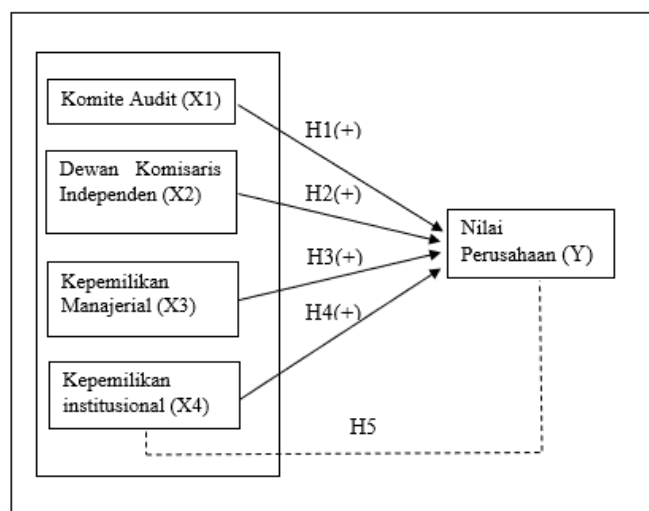 Komite Audit (X1)
H1(+)
Dewan Komisaris
Independen (X2)
H2(+)
Nilai
Perusahaan (Y)
H3(+)
Kepemilikan
Manajerial (X3)
H4(+)
Kepemilikan
institusional (X4)
H5